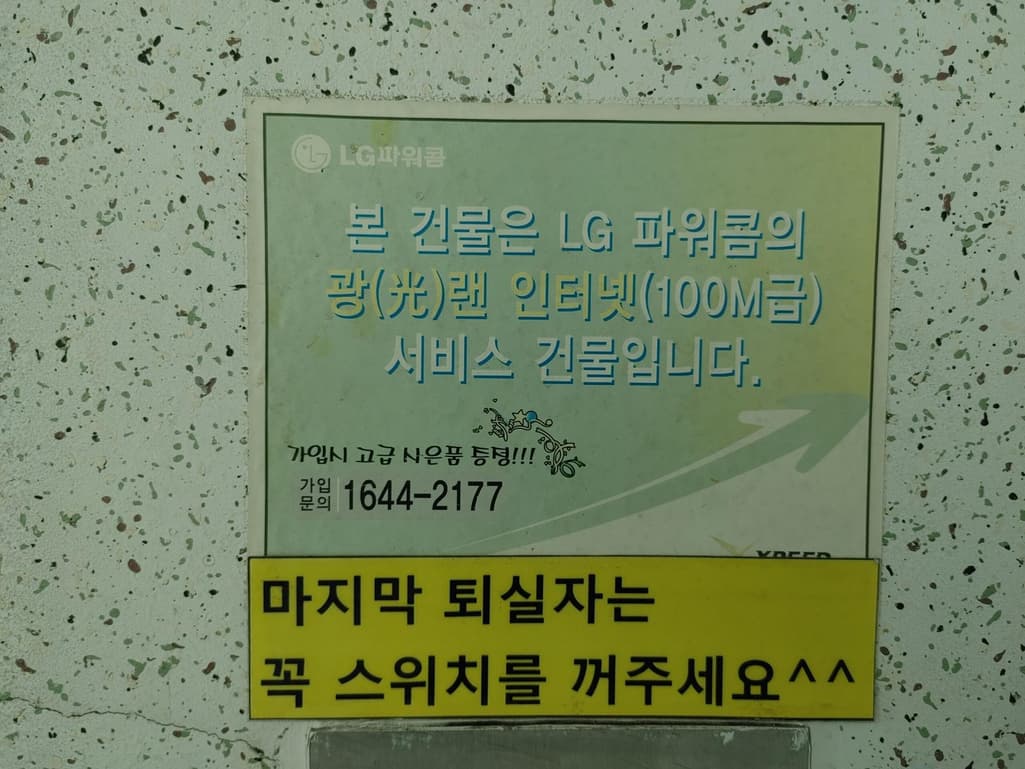 LG파워콤
본 건물은 LG 파워콤의
광(光)랜 인터넷(100M급)
서비스 건물입니다.
가입시 고급 사은품 증정!!!
가입
문의 1644-2177
XPEED
마지막 퇴실자는
꼭 스위치를 꺼주세요^^